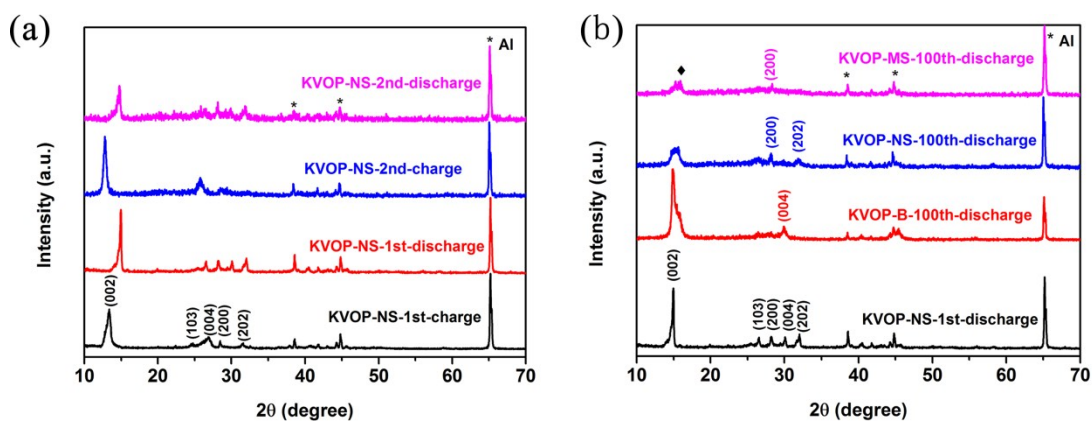 (a)
* Al
KVOP-NS-2nd-discharge
* *
KVOP-NS-2nd-charge
KVOP-NS-1st-discharge
(002)
(103)
(004)
(200)
(202)
KVOP-NS-1st-charge
10 20 30 40 50 60 70
2θ (degree)
Intensity (a.u.)
(b)
* Al
KVOP-MS-100th-discharge
♦
(200)
* *
KVOP-NS-100th-discharge
(200)
(202)
KVOP-B-100th-discharge
(004)
(002)
(103)
(200)
(004)
(202)
KVOP-NS-1st-discharge
10 20 30 40 50 60 70
2θ (degree)
Intensity (a.u.)